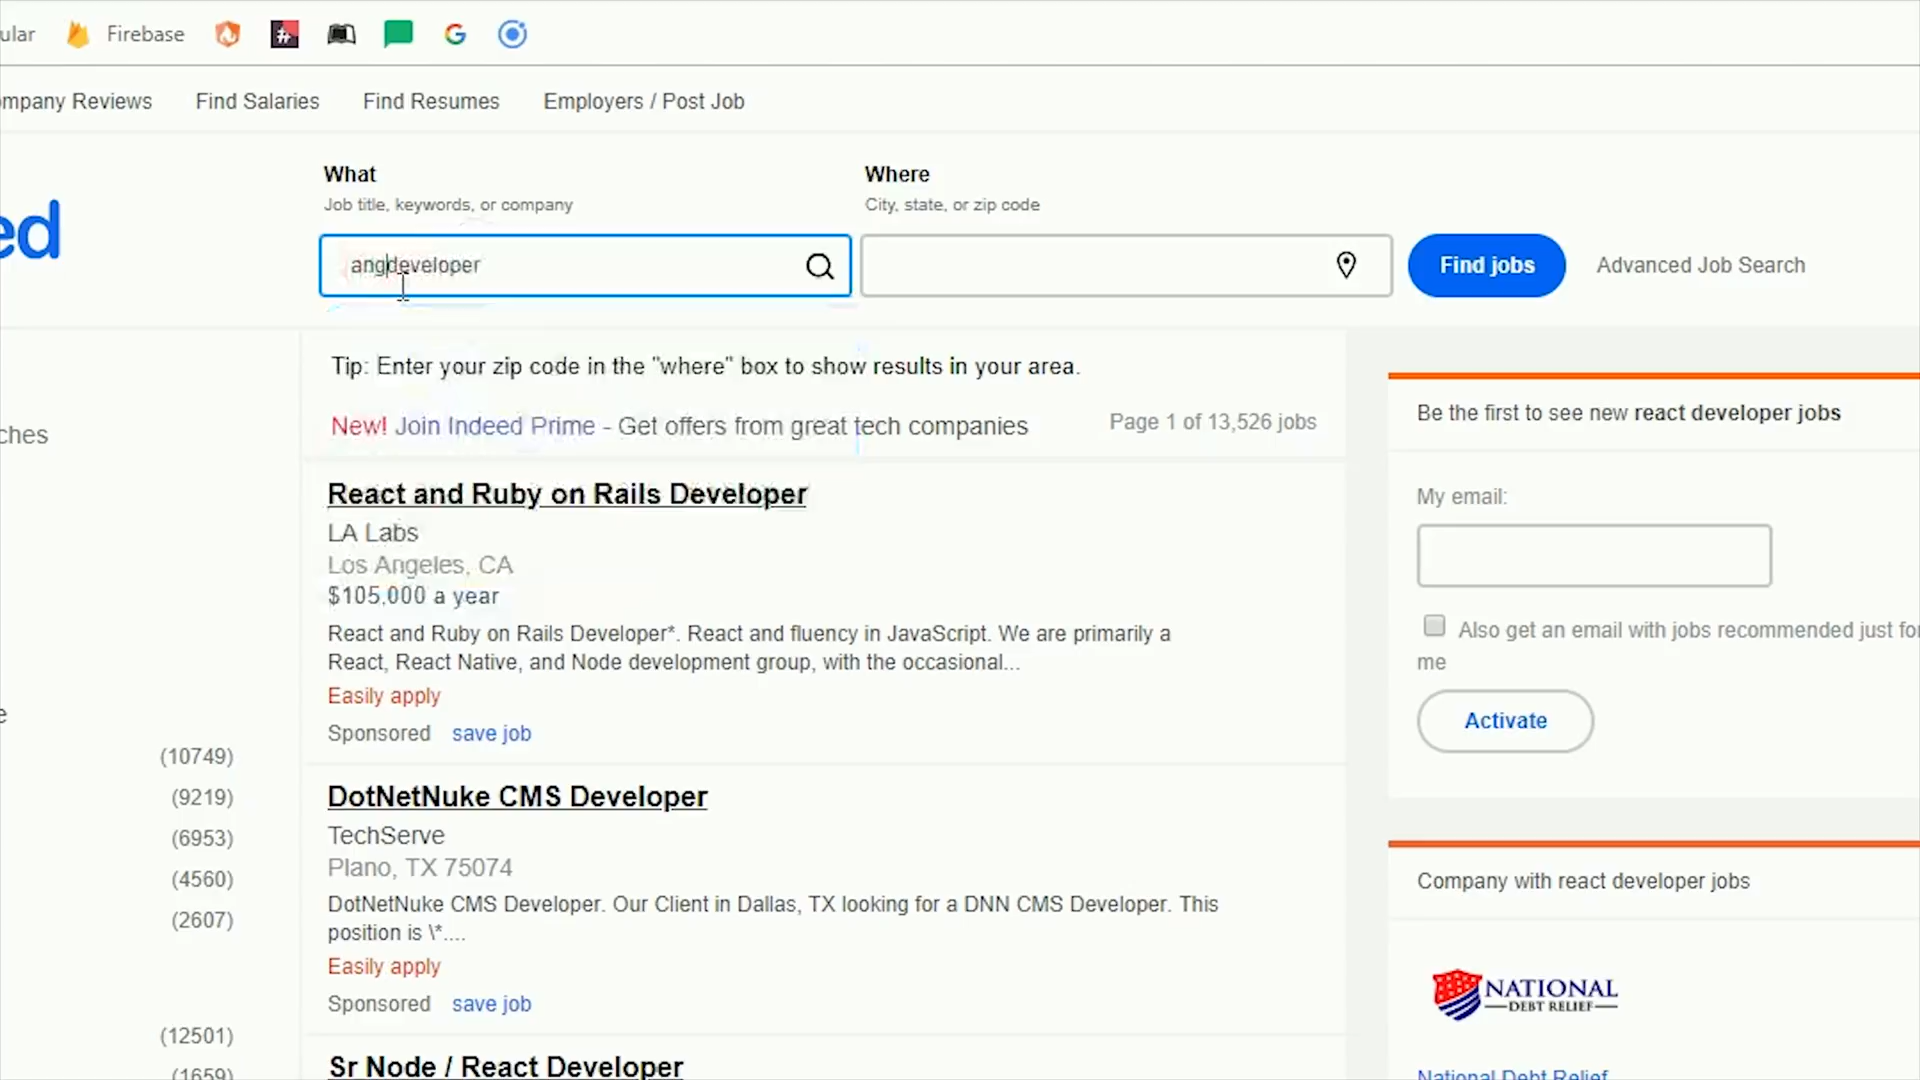 ular Firebase
ompany Reviews Find Salaries Find Resumes Employers / Post Job
What
Job title, keywords, or company
Where
City, state, or zip code
ed
angdeveloper
Find jobs
Advanced Job Search
Tip: Enter your zip code in the "where" box to show results in your area.
New! Join Indeed Prime - Get offers from great tech companies
Page 1 of 13,526 jobs
ches
e
(10749)
(9219)
(6953)
(4560)
(2607)
(12501)
(1659)
React and Ruby on Rails Developer
LA Labs
Los Angeles, CA
$105,000 a year
React and Ruby on Rails Developer*. React and fluency in JavaScript. We are primarily a
React, React Native, and Node development group, with the occasional...
Easily apply
Sponsored save job
DotNetNuke CMS Developer
TechServe
Plano, TX 75074
DotNetNuke CMS Developer. Our Client in Dallas, TX looking for a DNN CMS Developer. This
position is \*....
Easily apply
Sponsored save job
Sr Node / React Developer
Be the first to see new react developer jobs
My email:
Also get an email with jobs recommended just for
me
Activate
Company with react developer jobs
NATIONAL
DEBT RELIEF
National Debt Relief